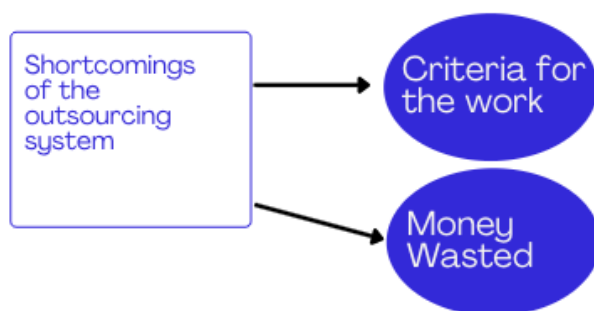 Shortcomings
of the
outsourcing
system
Criteria for
the work
Money
Wasted